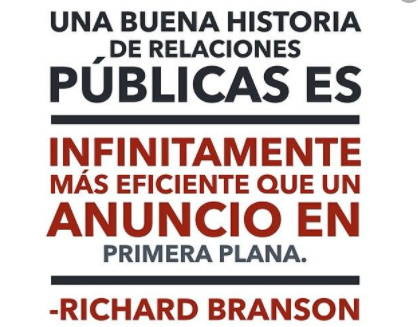 UNA BUENA HISTORIA
DE RELACIONES
PÚBLICAS ES
INFINITAMENTE
MÁS EFICIENTE QUE UN
ANUNCIO EN
PRIMERA PLANA.
-RICHARD BRANSON